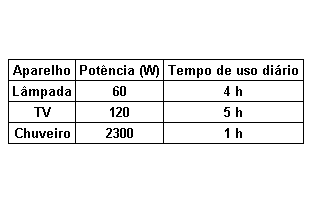 Aparelho Potência (W) Tempo de uso diário
Lâmpada 60 4 h
TV 120 5 h
Chuveiro 2300 1 h